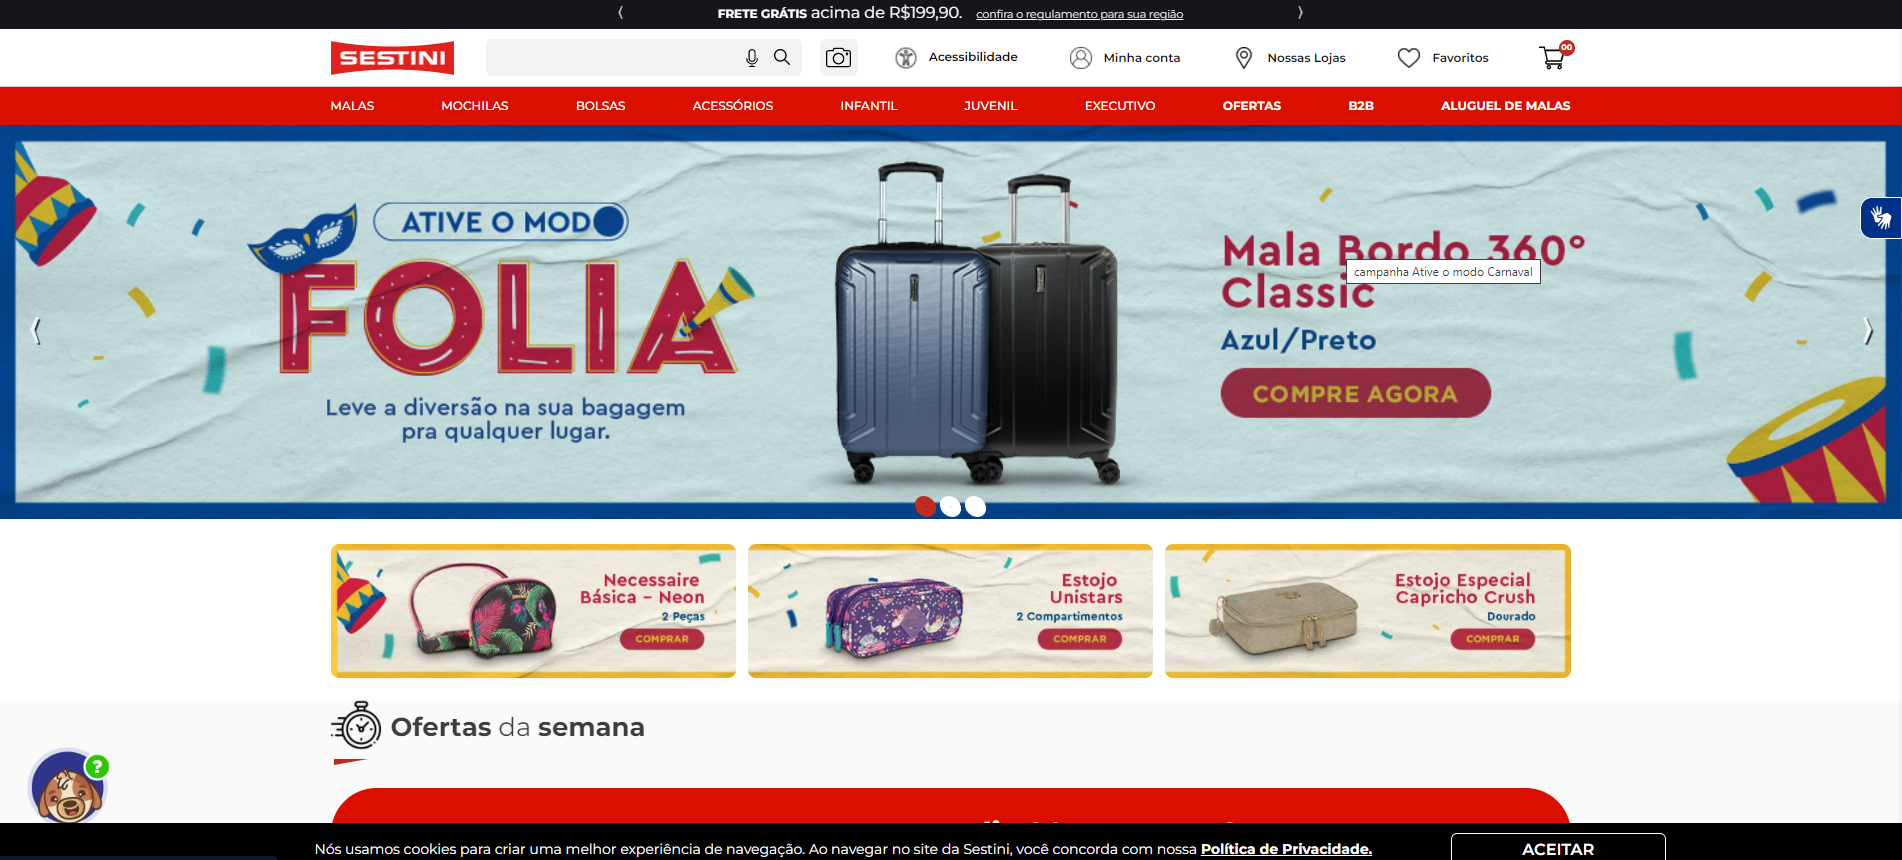 FRETE GRÁTIS acima de R$199,90. confira o regulamento para sua região
SESTINI
Acessibilidade
Minha conta
Nossas Lojas
Favoritos
00
MALAS
MOCHILAS
BOLSAS
ACESSÓRIOS
INFANTIL
JUVENIL
EXECUTIVO
OFERTAS
B2B
ALUGUEL DE MALAS
ATIVE O MODO
FOLIA
Leve a diversão na sua bagagem
pra qualquer lugar.
Mala Bordo 360°
Classic
campanha Ative o modo Carnaval
Azul/Preto
COMPRE AGORA
Necessaire
Básica - Neon
2 Peças
COMPRAR
Estojo
Unistars
2 Compartimentos
COMPRAR
Estojo Especial
Capricho Crush
Dourado
COMPRAR
Ofertas da semana
?
Nós usamos cookies para criar uma melhor experiência de navegação. Ao navegar no site da Sestini, você concorda com nossa Política de Privacidade.
ACEITAR